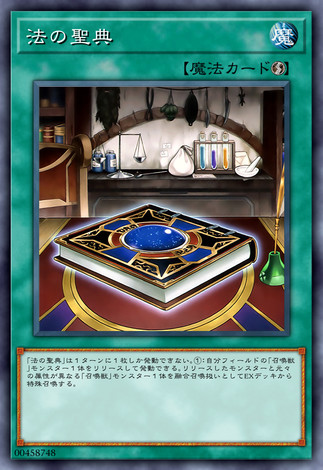 法の聖典
魔
【魔法カード】
「法の聖典」は１ターンに１枚しか発動できない。①：自分フィールドの「召喚獣」
モンスター１体をリリースして発動できる。リリースしたモンスターと元々
の属性が異なる「召喚獣」モンスター１体を融合召喚扱いとしてEXデッキから
特殊召喚する。
00458748